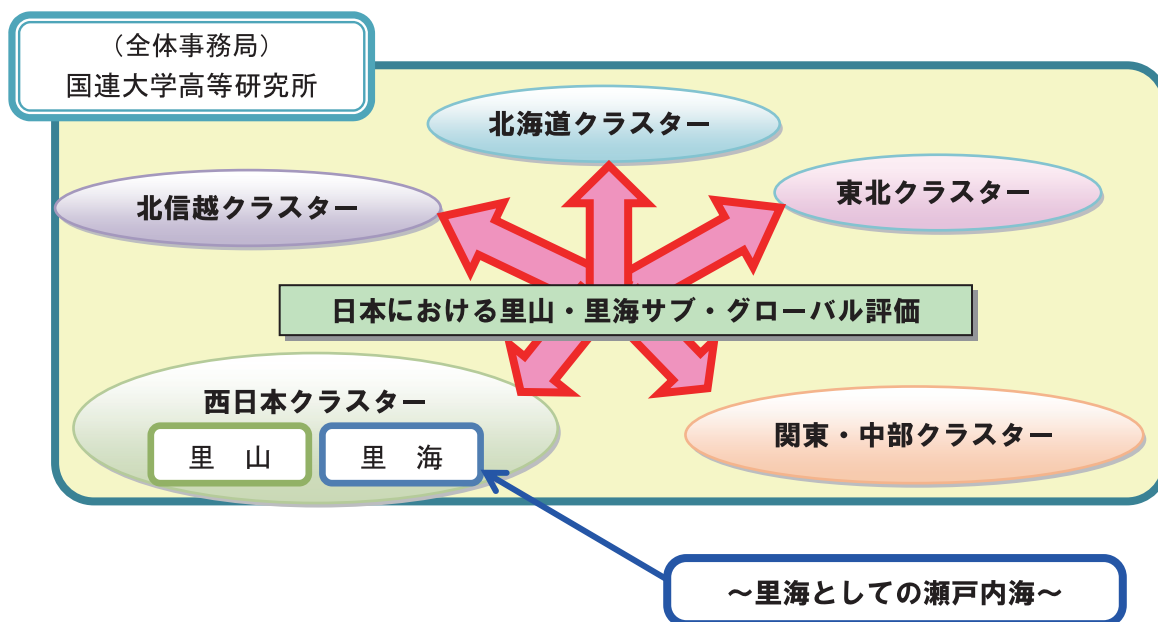 （全体事務局）
国連大学高等研究所
北海道クラスター
北信越クラスター
東北クラスター
日本における里山・里海サブ・グローバル評価
西日本クラスター
里　山
里　海
関東・中部クラスター
～里海としての瀬戸内海～